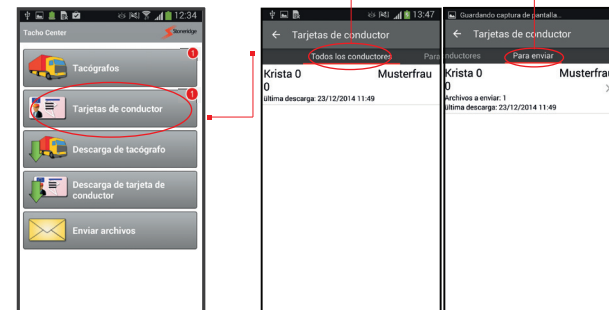 12:34
Tacho Center
Stoneridge
1
Tacógrafos
1
Tarjetas de conductor
Descarga de tacógrafo
Descarga de tarjeta de
conductor
Enviar archivos
13:47
Tarjetas de conductor
Todos los conductores
Para
Krista 0 Musterfrau
0
última descarga: 23/12/2014 11:49
Guardando captura de pantalla...
Tarjetas de conductor
nductores Para enviar
Krista 0 Musterfrau
0
Archivos a enviar: 1
última descarga: 23/12/2014 11:49